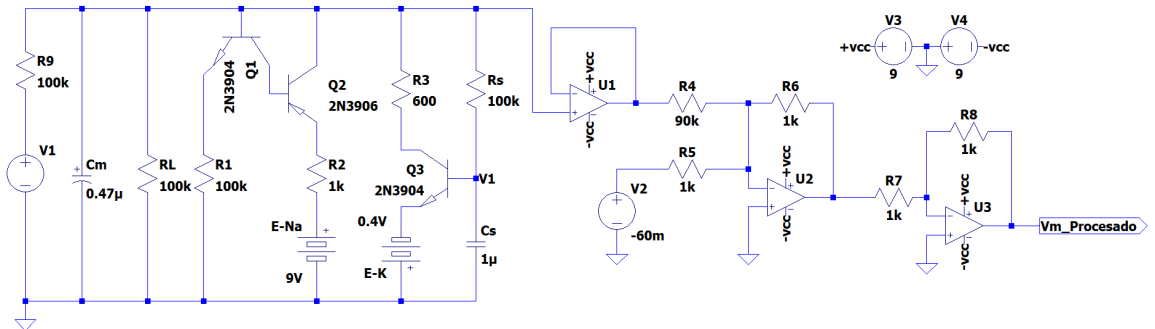 R9
100k
V1
Cm
0.47µ
RL
100k
R1
100k
2N3904
Q1
Q2
2N3906
R2
1k
E-Na
9V
R3
600
Rs
100k
Q3
2N3904
V1
0.4V
E-K
Cs
1µ
+vcc
U1
-vcc
R4
90k
R6
1k
R5
1k
V2
-60m
+vcc
U2
-vcc
R7
1k
R8
1k
+vcc
U3
-vcc
Vm_Procesado
V3
V4
+vcc
-vcc
9
9